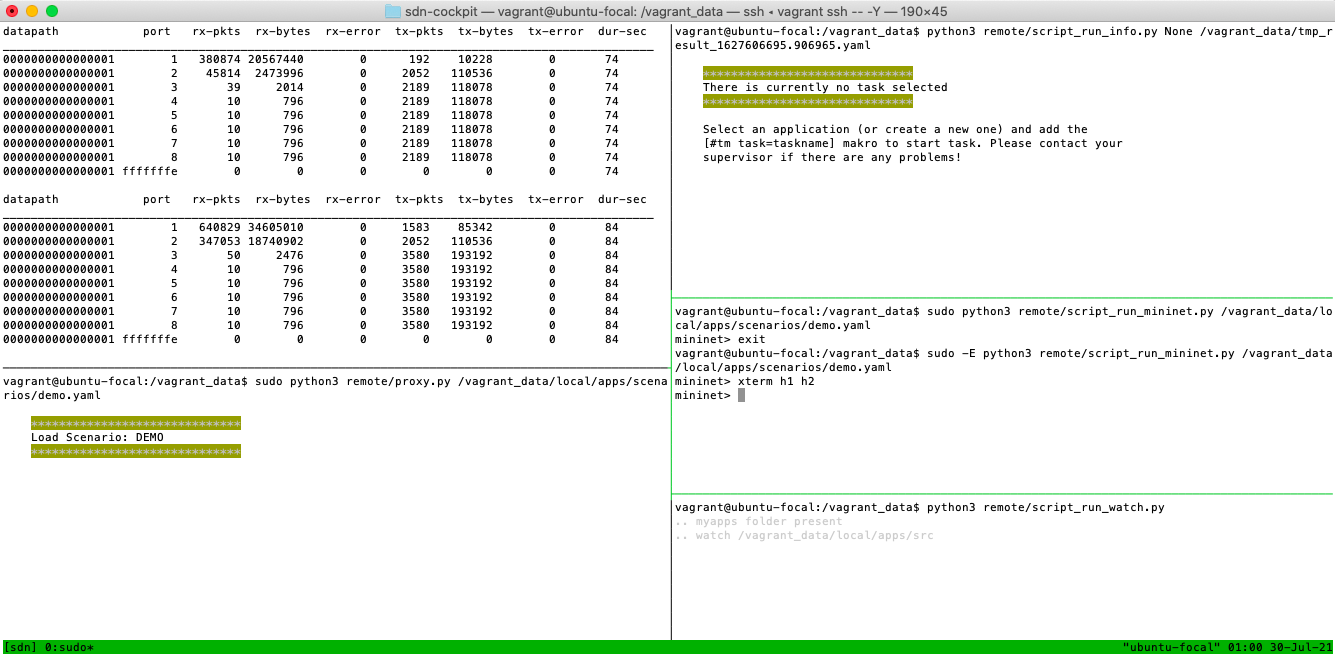 sdn-cockpit — vagrant@ubuntu-focal: /vagrant_data — ssh ◂ vagrant ssh -- -Y — 190×45
datapath port rx-pkts rx-bytes rx-error tx-pkts tx-bytes tx-error dur-sec
0000000000000001 1 380874 20567440 0 192 10228 0 74
0000000000000001 2 45814 2473996 0 2052 110536 0 74
0000000000000001 3 39 2014 0 2189 118078 0 74
0000000000000001 4 10 796 0 2189 118078 0 74
0000000000000001 5 10 796 0 2189 118078 0 74
0000000000000001 6 10 796 0 2189 118078 0 74
0000000000000001 7 10 796 0 2189 118078 0 74
0000000000000001 8 10 796 0 2189 118078 0 74
0000000000000001 fffffffe 0 0 0 0 0 0 74
datapath port rx-pkts rx-bytes rx-error tx-pkts tx-bytes tx-error dur-sec
0000000000000001 1 640829 34605010 0 1583 85342 0 84
0000000000000001 2 347053 18740902 0 2052 110536 0 84
0000000000000001 3 50 2476 0 3580 193192 0 84
0000000000000001 4 10 796 0 3580 193192 0 84
0000000000000001 5 10 796 0 3580 193192 0 84
0000000000000001 6 10 796 0 3580 193192 0 84
0000000000000001 7 10 796 0 3580 193192 0 84
0000000000000001 8 10 796 0 3580 193192 0 84
0000000000000001 fffffffe 0 0 0 0 0 0 84
vagrant@ubuntu-focal:/vagrant_data$ sudo python3 remote/proxy.py /vagrant_data/local/apps/scena
rios/demo.yaml
******************************
Load Scenario: DEMO
******************************
vagrant@ubuntu-focal:/vagrant_data$ python3 remote/script_run_info.py None /vagrant_data/tmp_r
esult_1627606695.906965.yaml
******************************
There is currently no task selected
******************************
Select an application (or create a new one) and add the
[#tm task=taskname] makro to start task. Please contact your
supervisor if there are any problems!
vagrant@ubuntu-focal:/vagrant_data$ sudo python3 remote/script_run_mininet.py /vagrant_data/lo
cal/apps/scenarios/demo.yaml
mininet> exit
vagrant@ubuntu-focal:/vagrant_data$ sudo -E python3 remote/script_run_mininet.py /vagrant_data
/local/apps/scenarios/demo.yaml
mininet> xterm h1 h2
mininet>
vagrant@ubuntu-focal:/vagrant_data$ python3 remote/script_run_watch.py
.. myapps folder present
.. watch /vagrant_data/local/apps/src
[sdn] 0:sudo* "ubuntu-focal" 01:00 30-Jul-21